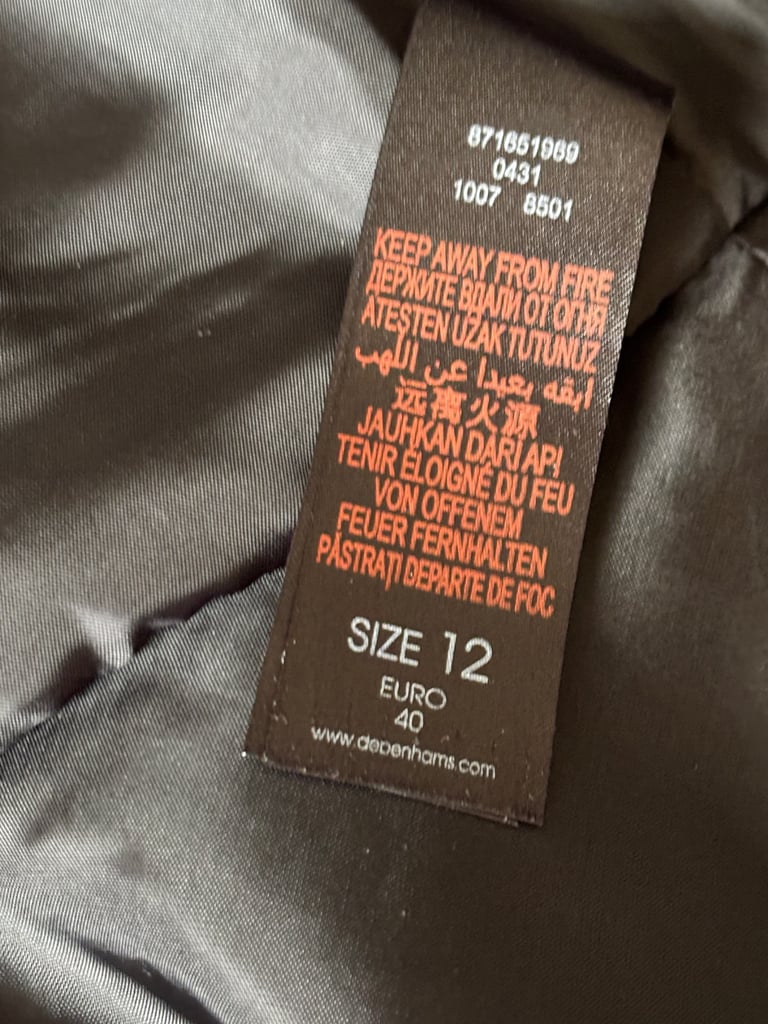 871651969
0431
1007 8501
KEEP AWAY FROM FIRE
ДЕРЖИТЕ ВДАЛИ ОТ ОГНЯ
ATEŞTEN UZAK TUTUNUZ
ابقه بعيدا عن اللهب
远离火源
JAUHKAN DARI API
TENIR ÉLOIGNÉ DU FEU
VON OFFENEM
FEUER FERNHALTEN
PĂSTRAŢI DEPARTE DE FOC
SIZE 12
EURO
40
www.debenhams.com